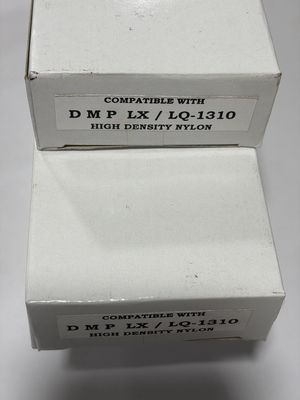 COMPATIBLE WITH
D M P LX / LQ-1310
HIGH DENSITY NYLON
COMPATIBLE WITH
D M P LX / LQ-1310
HIGH DENSITY NYLON